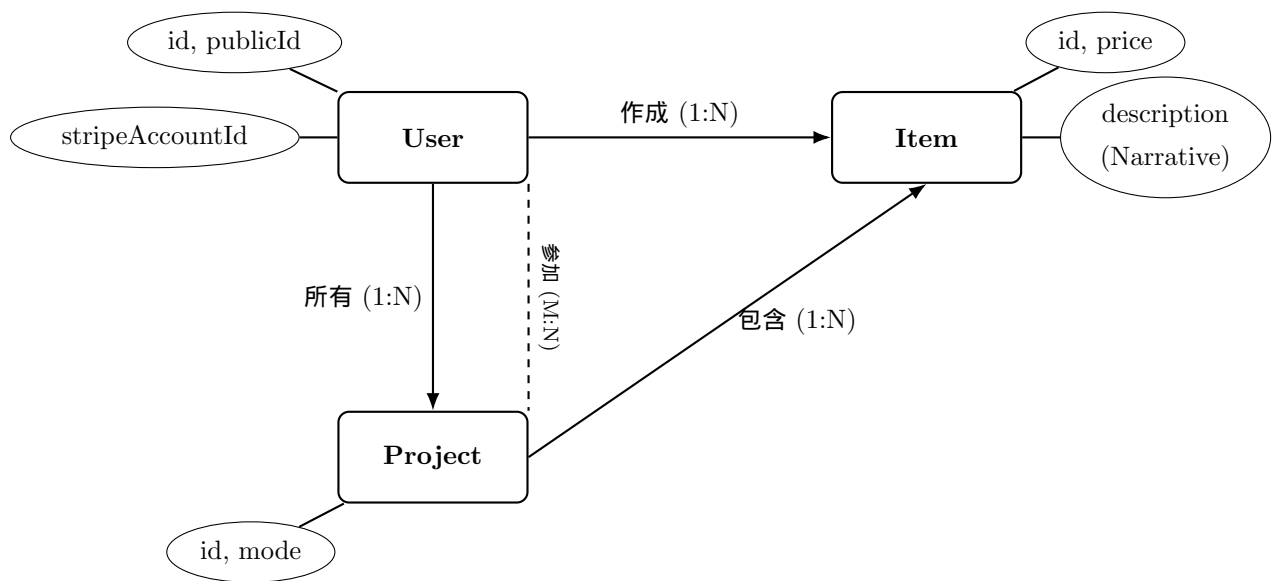 id, publicId
id, price
stripeAccountId
User
作成 (1:N)
Item
description
(Narrative)
所有 (1:N)
参加 (M:N)
包含 (1:N)
Project
id, mode